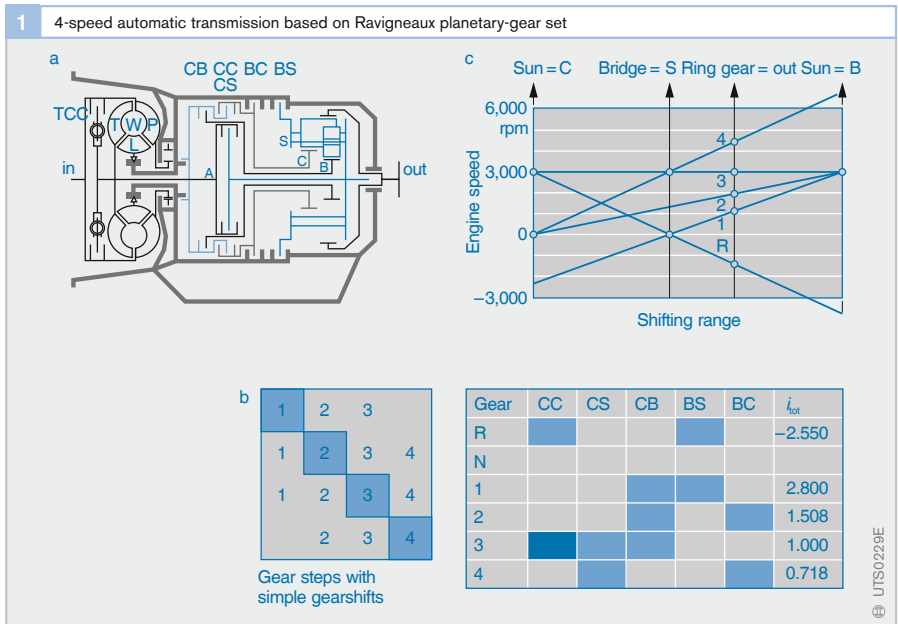 1 4-speed automatic transmission based on Ravigneaux planetary-gear set
a
CB CC BC BS
CS
TCC
T W P
L
S
C
B
A
in
out
c
Sun = C Bridge = S Ring gear = out Sun = B
6,000
rpm
3,000
0
−3,000
Engine speed
4
3
2
1
R
Shifting range
b
1 2 3
1 2 3 4
1 2 3 4
2 3 4
Gear steps with
simple gearshifts
Gear CC CS CB BS BC itot
R −2.550
N
1 2.800
2 1.508
3 1.000
4 0.718
UTS0229E